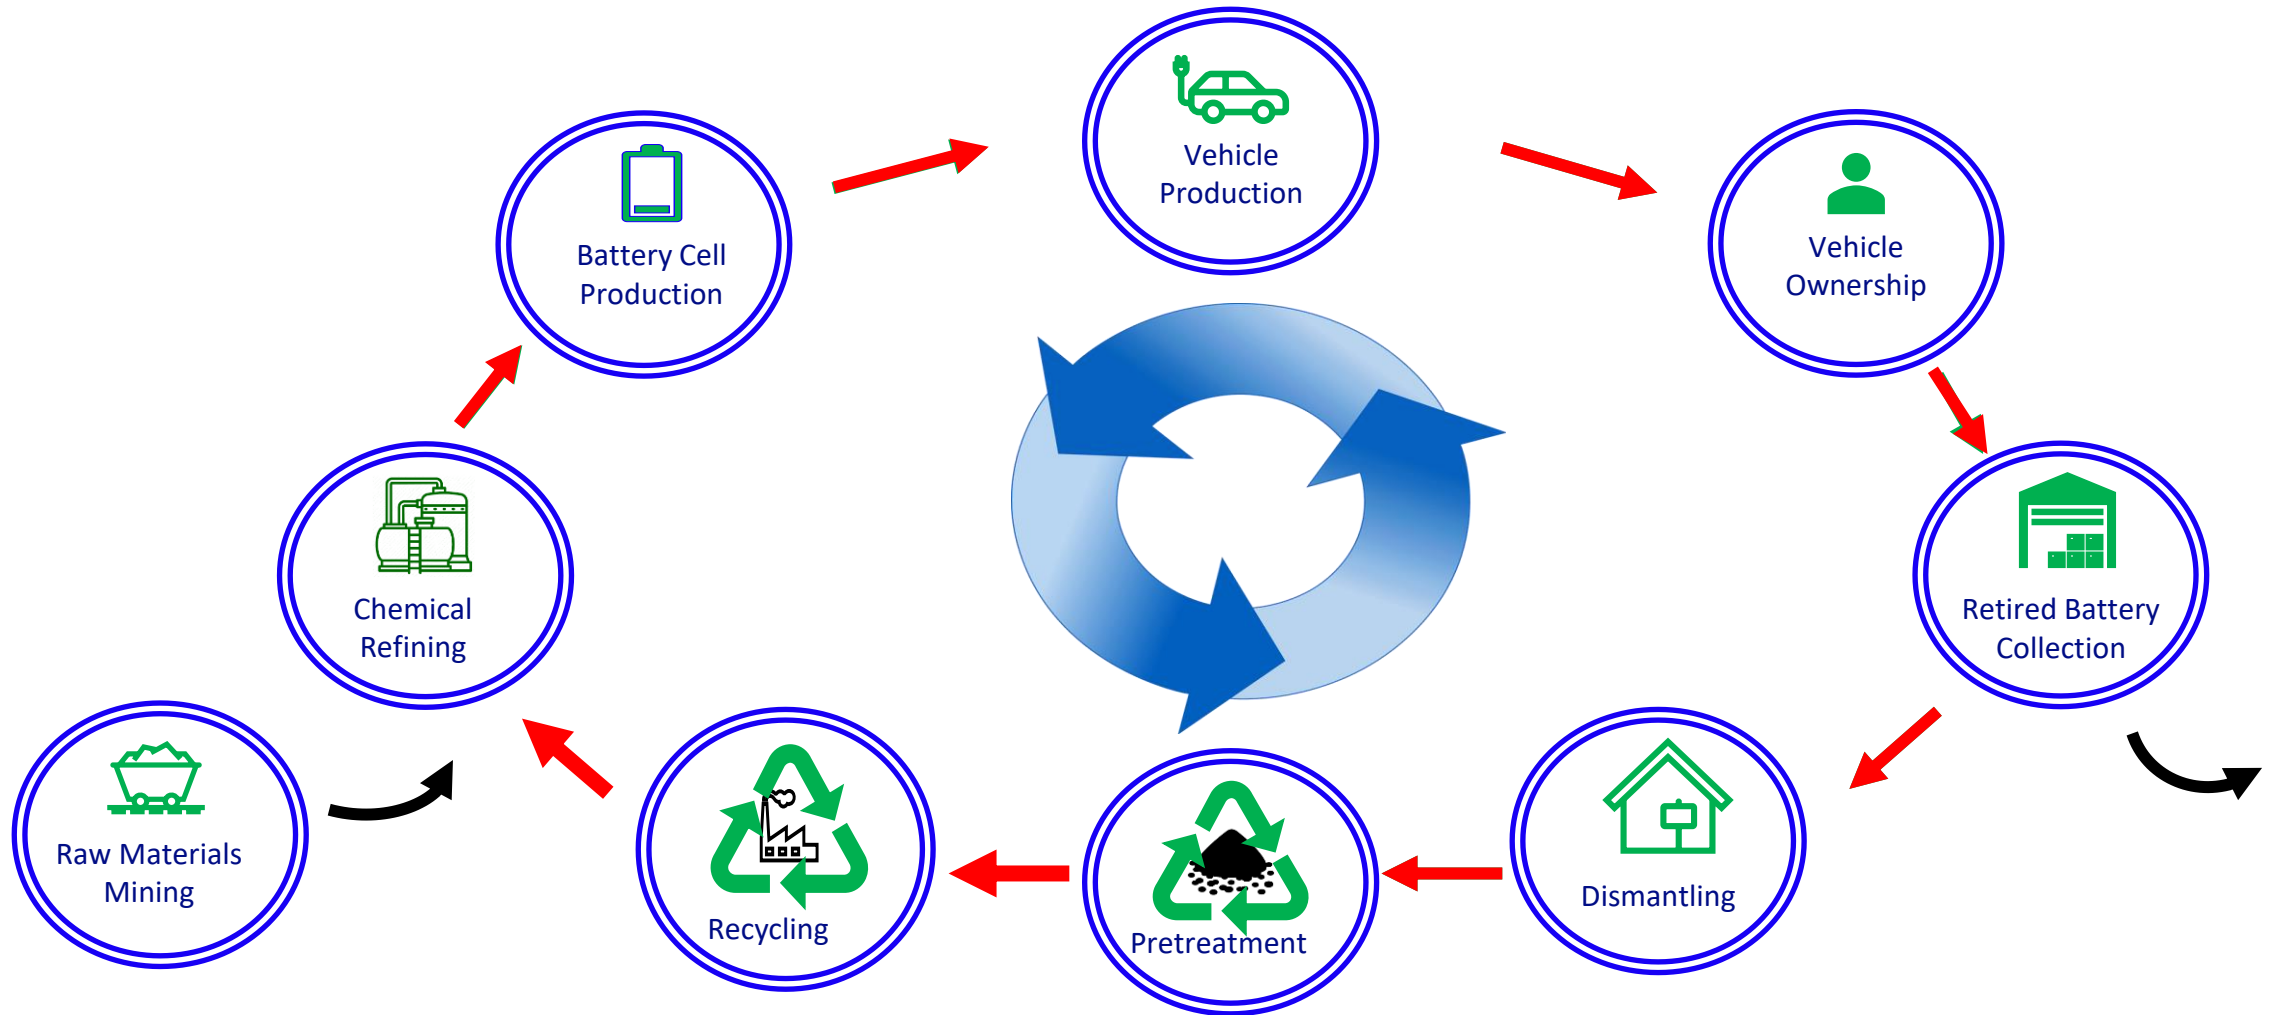 Vehicle
Production
Battery Cell
Production
Vehicle
Ownership
Chemical
Refining
Retired Battery
Collection
Raw Materials
Mining
Recycling
Pretreatment
Dismantling